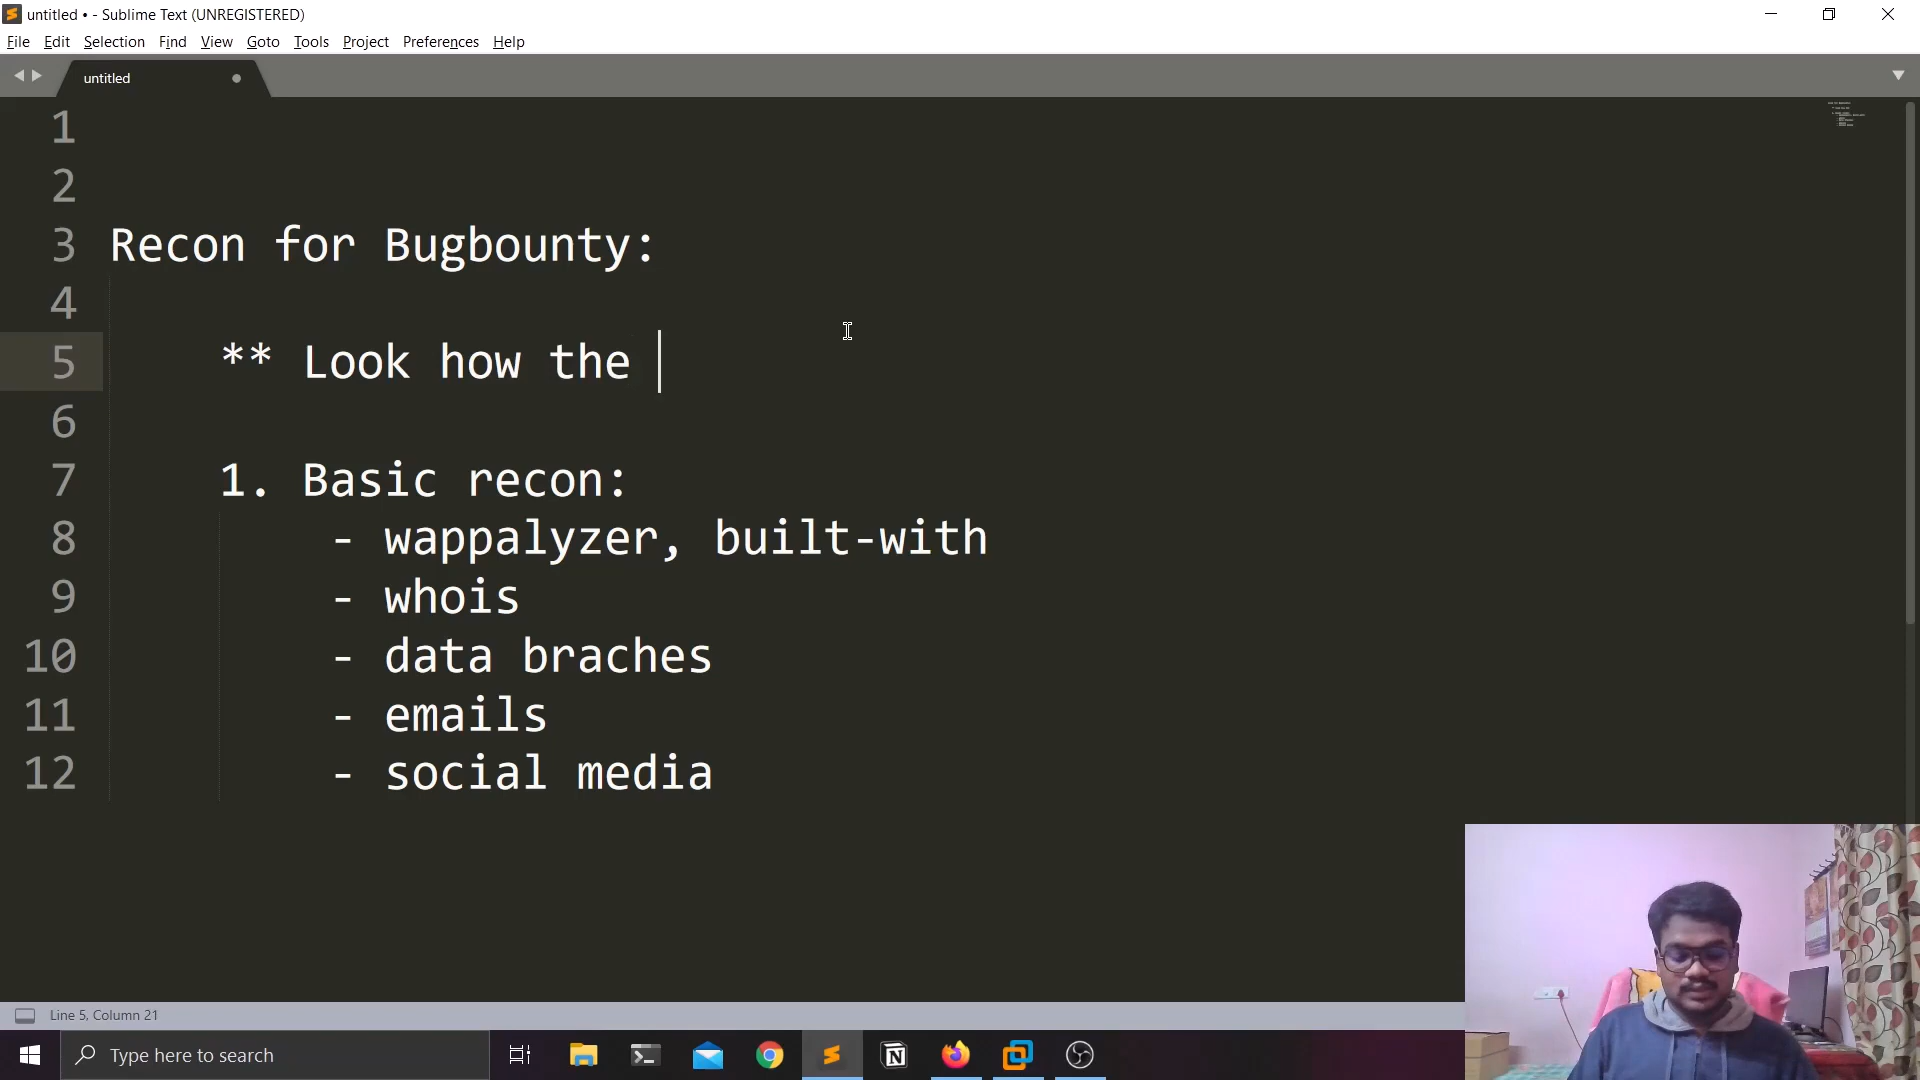 untitled • - Sublime Text (UNREGISTERED)
File Edit Selection Find View Goto Tools Project Preferences Help
untitled
1
2
3 Recon for Bugbounty:
4
5 ** Look how the
6
7 1. Basic recon:
8 - wappalyzer, built-with
9 - whois
10 - data braches
11 - emails
12 - social media
Line 5, Column 21
Type here to search